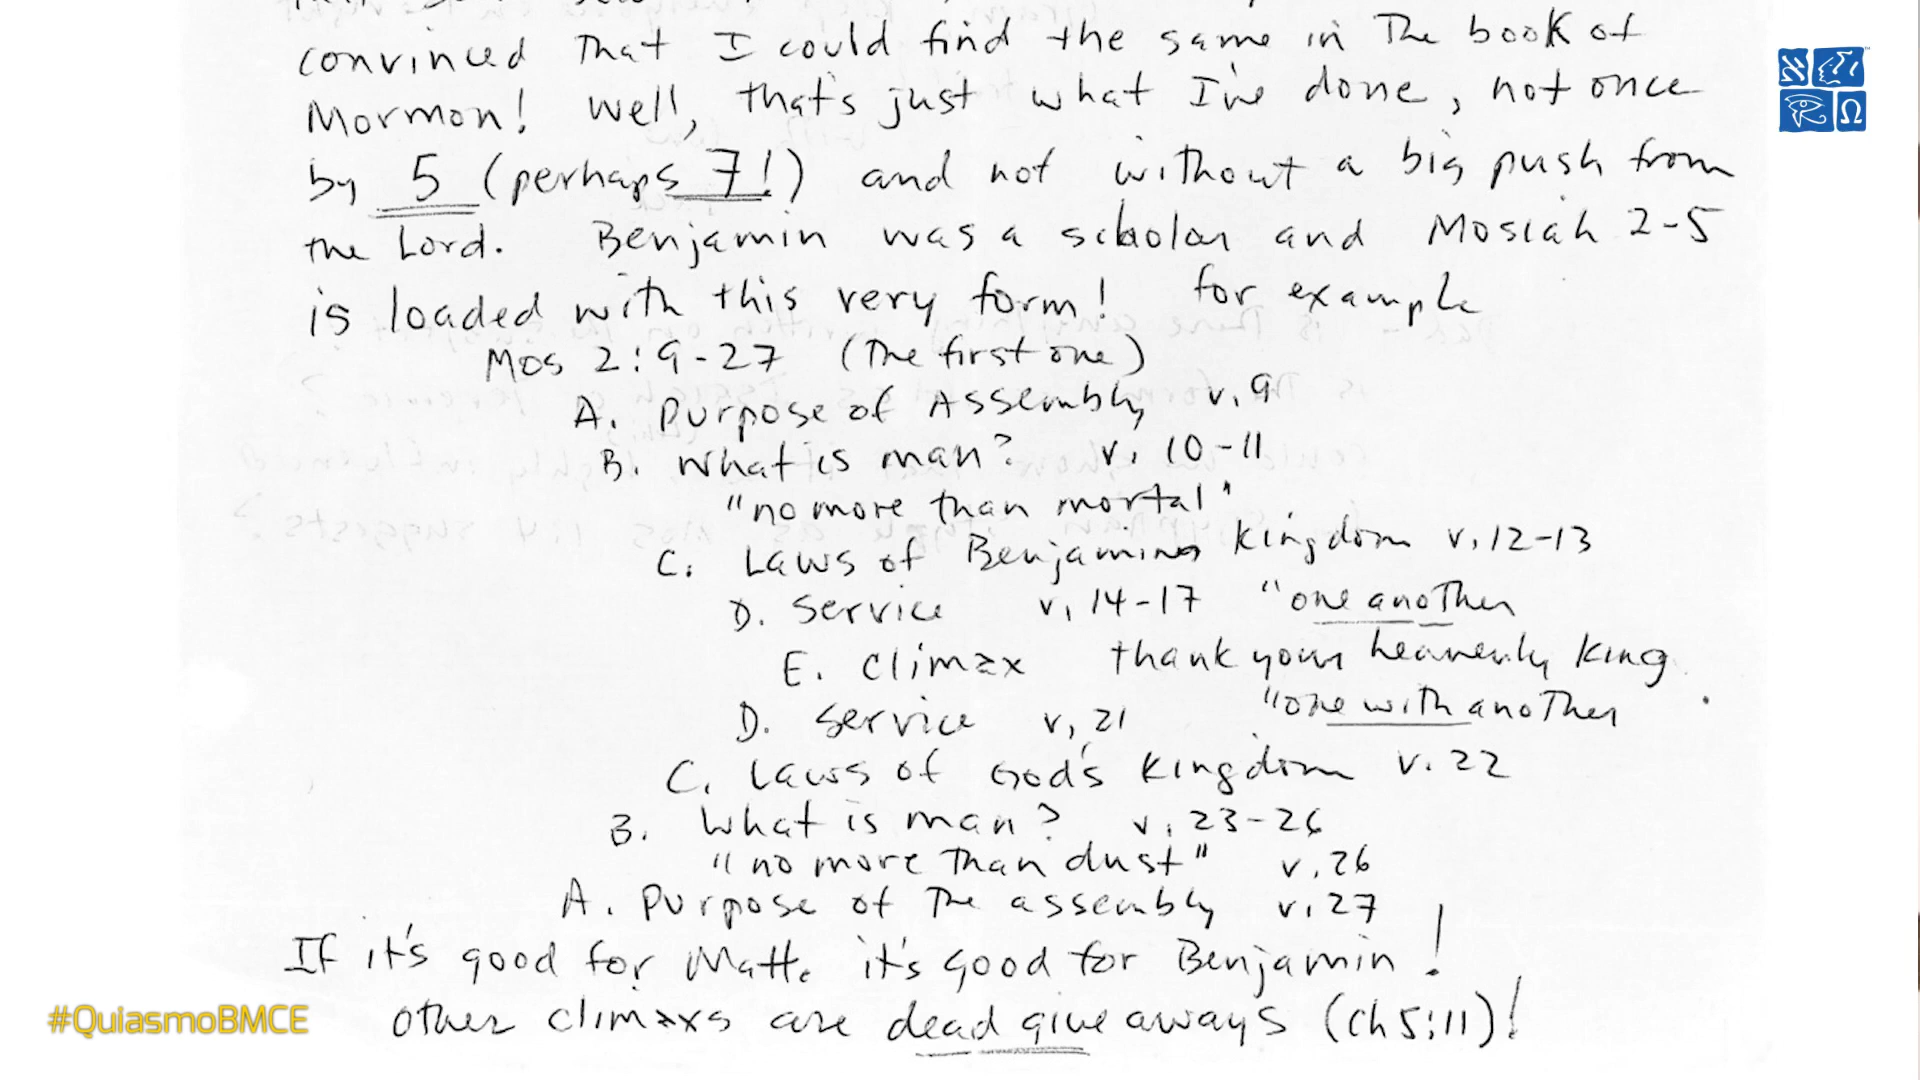 convinced that I could find the same in The book of
Mormon! Well, that's just what I've done, not once
by 5 (perhaps 7!) and not without a big push from
the Lord. Benjamin was a scholar and Mosiah 2-5
is loaded with this very form! for example
Mos 2:9-27 (The first one)
A. Purpose of Assembly v. 9
B. What is man? v. 10-11
"no more than mortal"
C. Laws of Benjamins Kingdom v. 12-13
D. Service v. 14-17 "one another
E. Climax thank your heavenly King
D. Service v, 21 "one with another
C. Laws of God's Kingdom v. 22
B. What is man? v. 23-26
"no more than dust" v. 26
A. Purpose of The assembly v. 27
If it's good for Matt. it's good for Benjamin!
Other climaxs are dead give aways (Ch 5:11)!
#QuiasmoBMCE